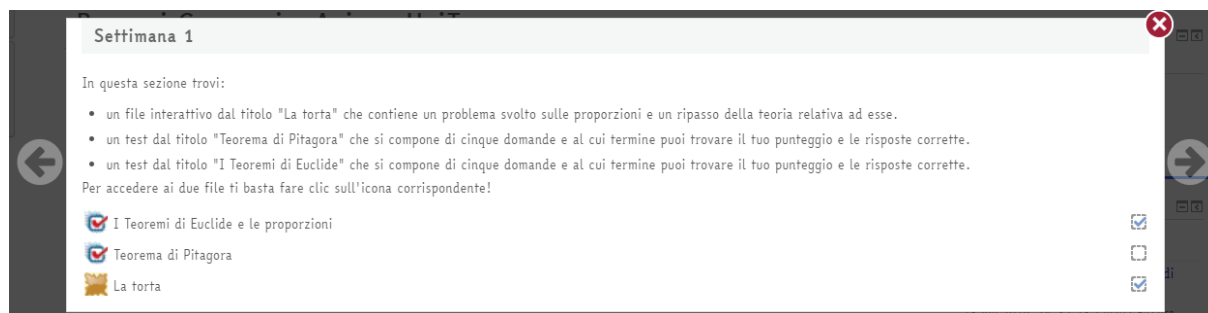 Settimana 1
In questa sezione trovi:
• un file interattivo dal titolo "La torta" che contiene un problema svolto sulle proporzioni e un ripasso della teoria relativa ad esse.
• un test dal titolo "Teorema di Pitagora" che si compone di cinque domande e al cui termine puoi trovare il tuo punteggio e le risposte corrette.
• un test dal titolo "I Teoremi di Euclide" che si compone di cinque domande e al cui termine puoi trovare il tuo punteggio e le risposte corrette.
Per accedere ai due file ti basta fare clic sull'icona corrispondente!
I Teoremi di Euclide e le proporzioni
Teorema di Pitagora
La torta
di